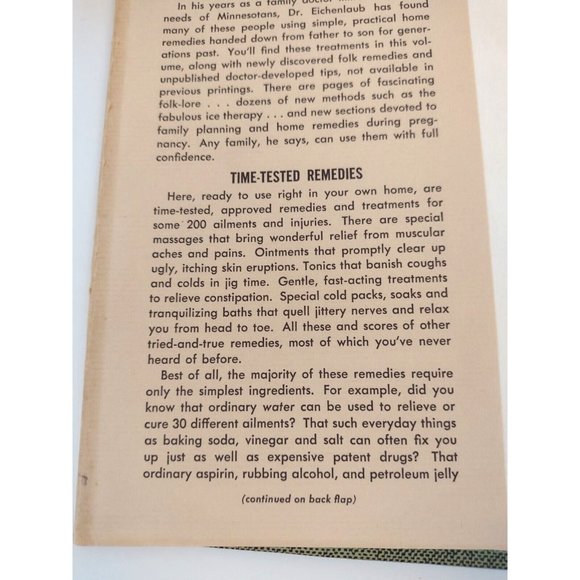 In his years as a family doctor
needs of Minnesotans, Dr. Eichenlaub has found
many of these people using simple, practical home
remedies handed down from father to son for gener-
ations past. You'll find these treatments in this vol-
ume, along with newly discovered folk remedies and
unpublished doctor-developed tips, not available in
previous printings. There are pages of fascinating
folk-lore . . . dozens of new methods such as the
fabulous ice therapy . . . and new sections devoted to
family planning and home remedies during preg-
nancy. Any family, he says, can use them with full
confidence.
TIME-TESTED REMEDIES
Here, ready to use right in your own home, are
time-tested, approved remedies and treatments for
some 200 ailments and injuries. There are special
massages that bring wonderful relief from muscular
aches and pains. Ointments that promptly clear up
ugly, itching skin eruptions. Tonics that banish coughs
and colds in jig time. Gentle, fast-acting treatments
to relieve constipation. Special cold packs, soaks and
tranquilizing baths that quell jittery nerves and relax
you from head to toe. All these and scores of other
tried-and-true remedies, most of which you've never
heard of before.
Best of all, the majority of these remedies require
only the simplest ingredients. For example, did you
know that ordinary water can be used to relieve or
cure 30 different ailments? That such everyday things
as baking soda, vinegar and salt can often fix you
up just as well as expensive patent drugs? That
ordinary aspirin, rubbing alcohol, and petroleum jelly
(continued on back flap)